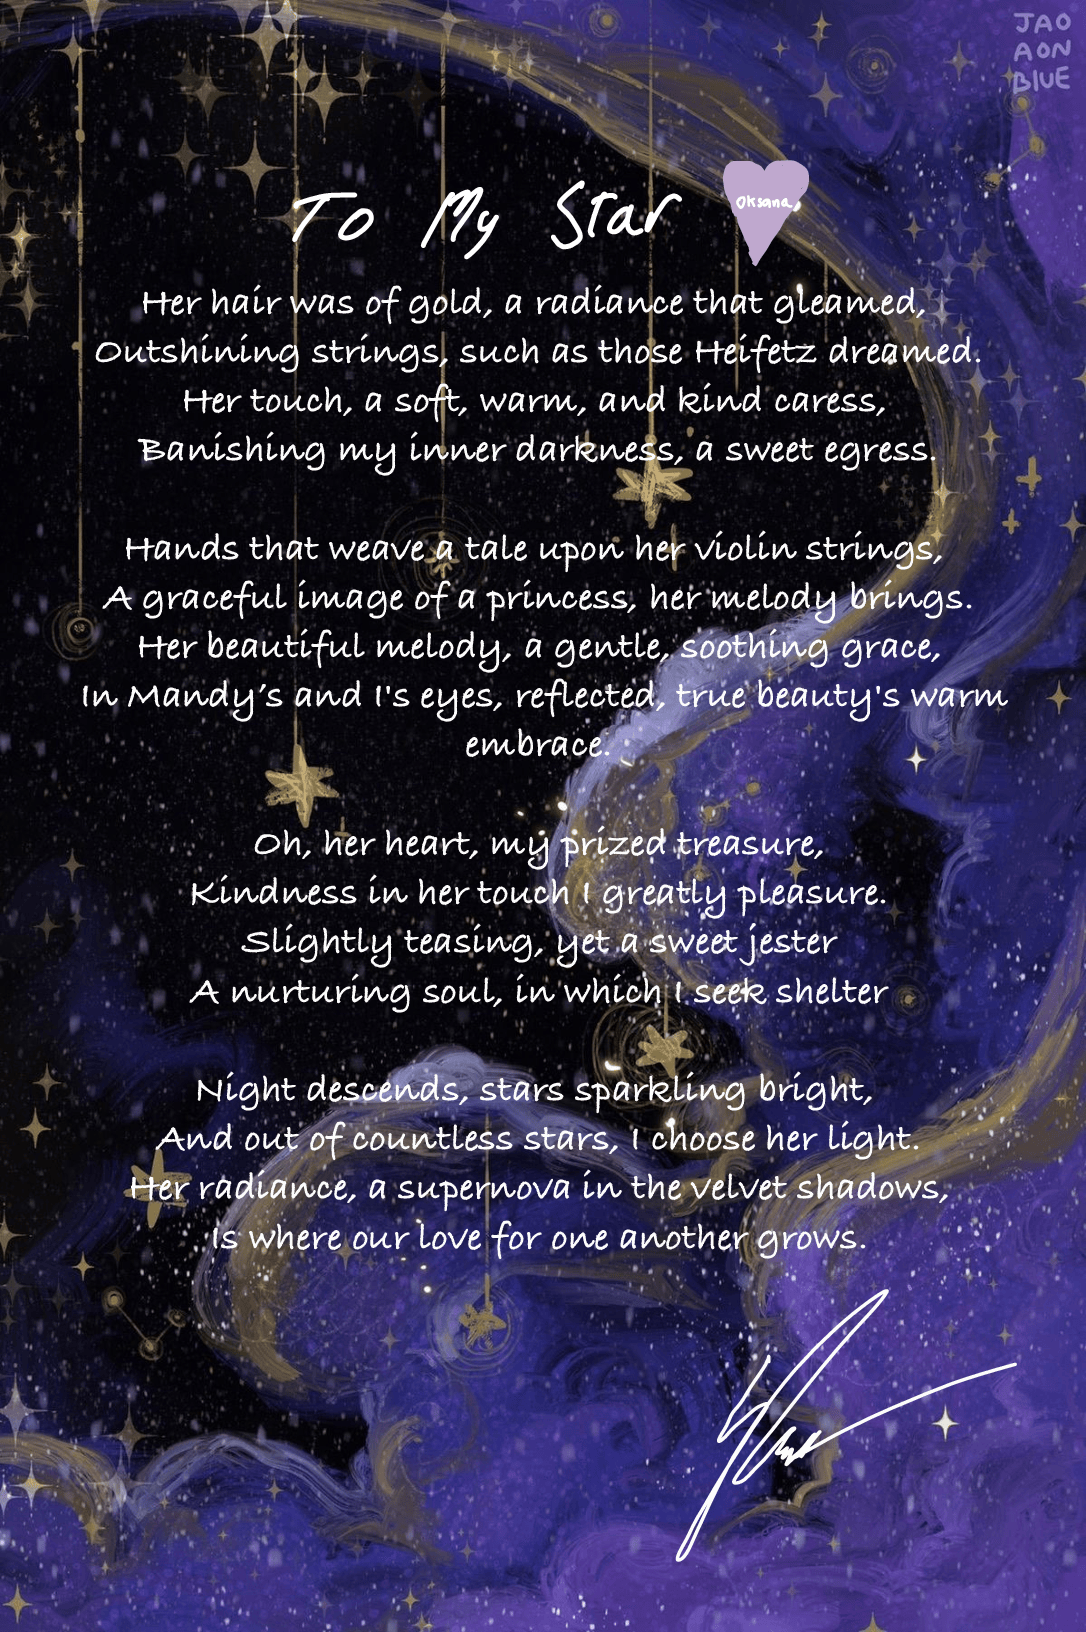 JAO
AON
BLUE
To My Star
Oksana,
Her hair was of gold, a radiance that gleamed,
Outshining strings, such as those Heifetz dreamed.
Her touch, a soft, warm, and kind caress,
Banishing my inner darkness, a sweet egress.
Hands that weave a tale upon her violin strings,
A graceful image of a princess, her melody brings.
Her beautiful melody, a gentle, soothing grace,
In Mandy’s and I's eyes, reflected, true beauty's warm
embrace.
Oh, her heart, my prized treasure,
Kindness in her touch I greatly pleasure.
Slightly teasing, yet a sweet jester
A nurturing soul, in which I seek shelter
Night descends, stars sparkling bright,
And out of countless stars, I choose her light.
Her radiance, a supernova in the velvet shadows,
Is where our love for one another grows.